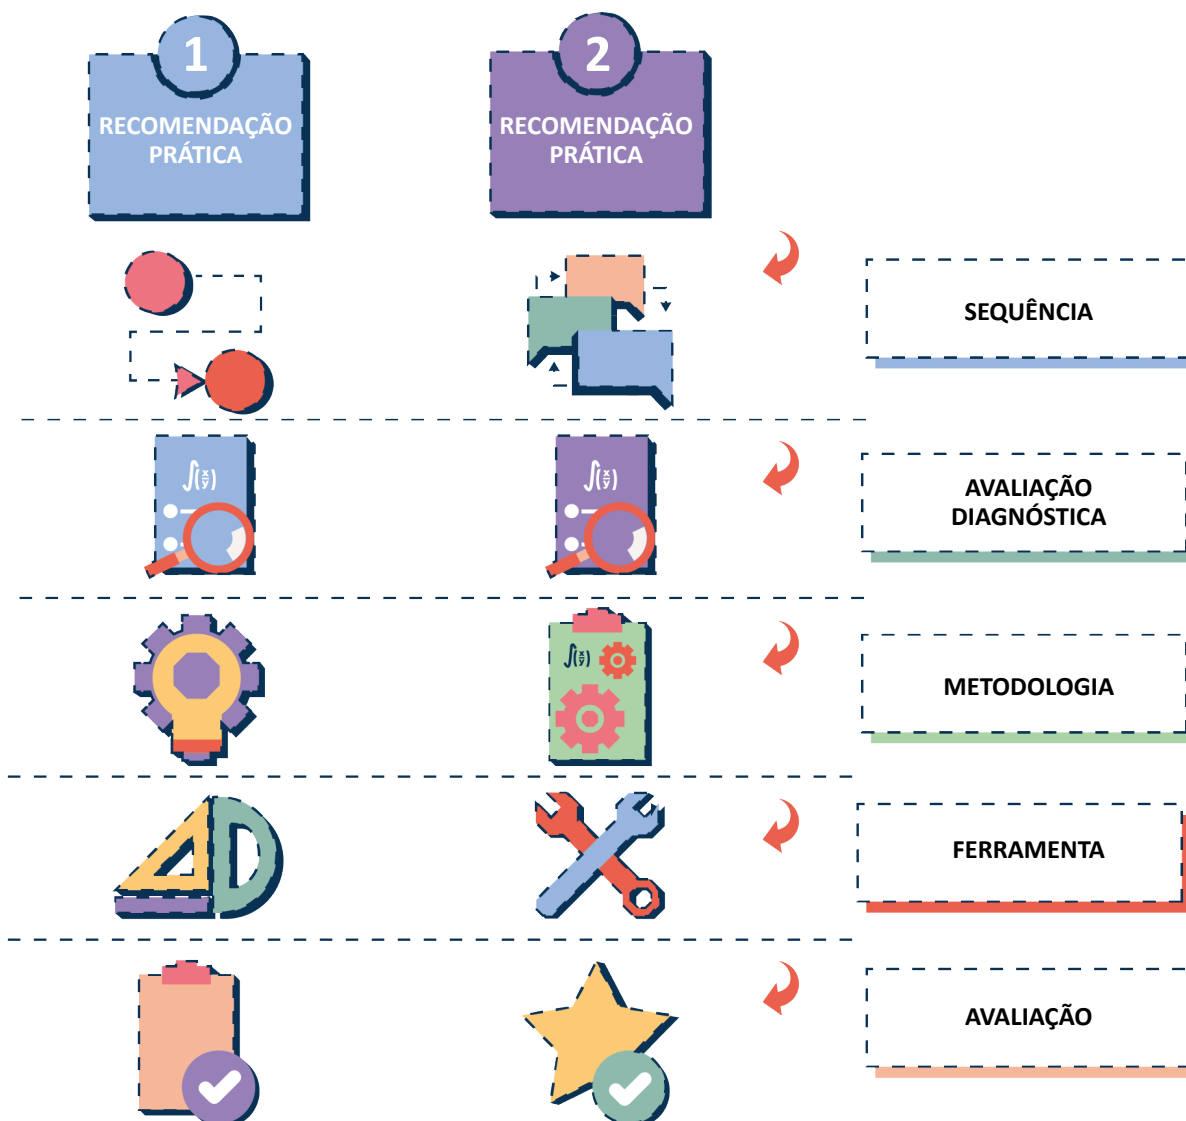 1
RECOMENDAÇÃO
PRÁTICA
2
RECOMENDAÇÃO
PRÁTICA
SEQUÊNCIA
∫(x/y)
∫(x/y)
AVALIAÇÃO
DIAGNÓSTICA
∫(x/y)
METODOLOGIA
FERRAMENTA
AVALIAÇÃO